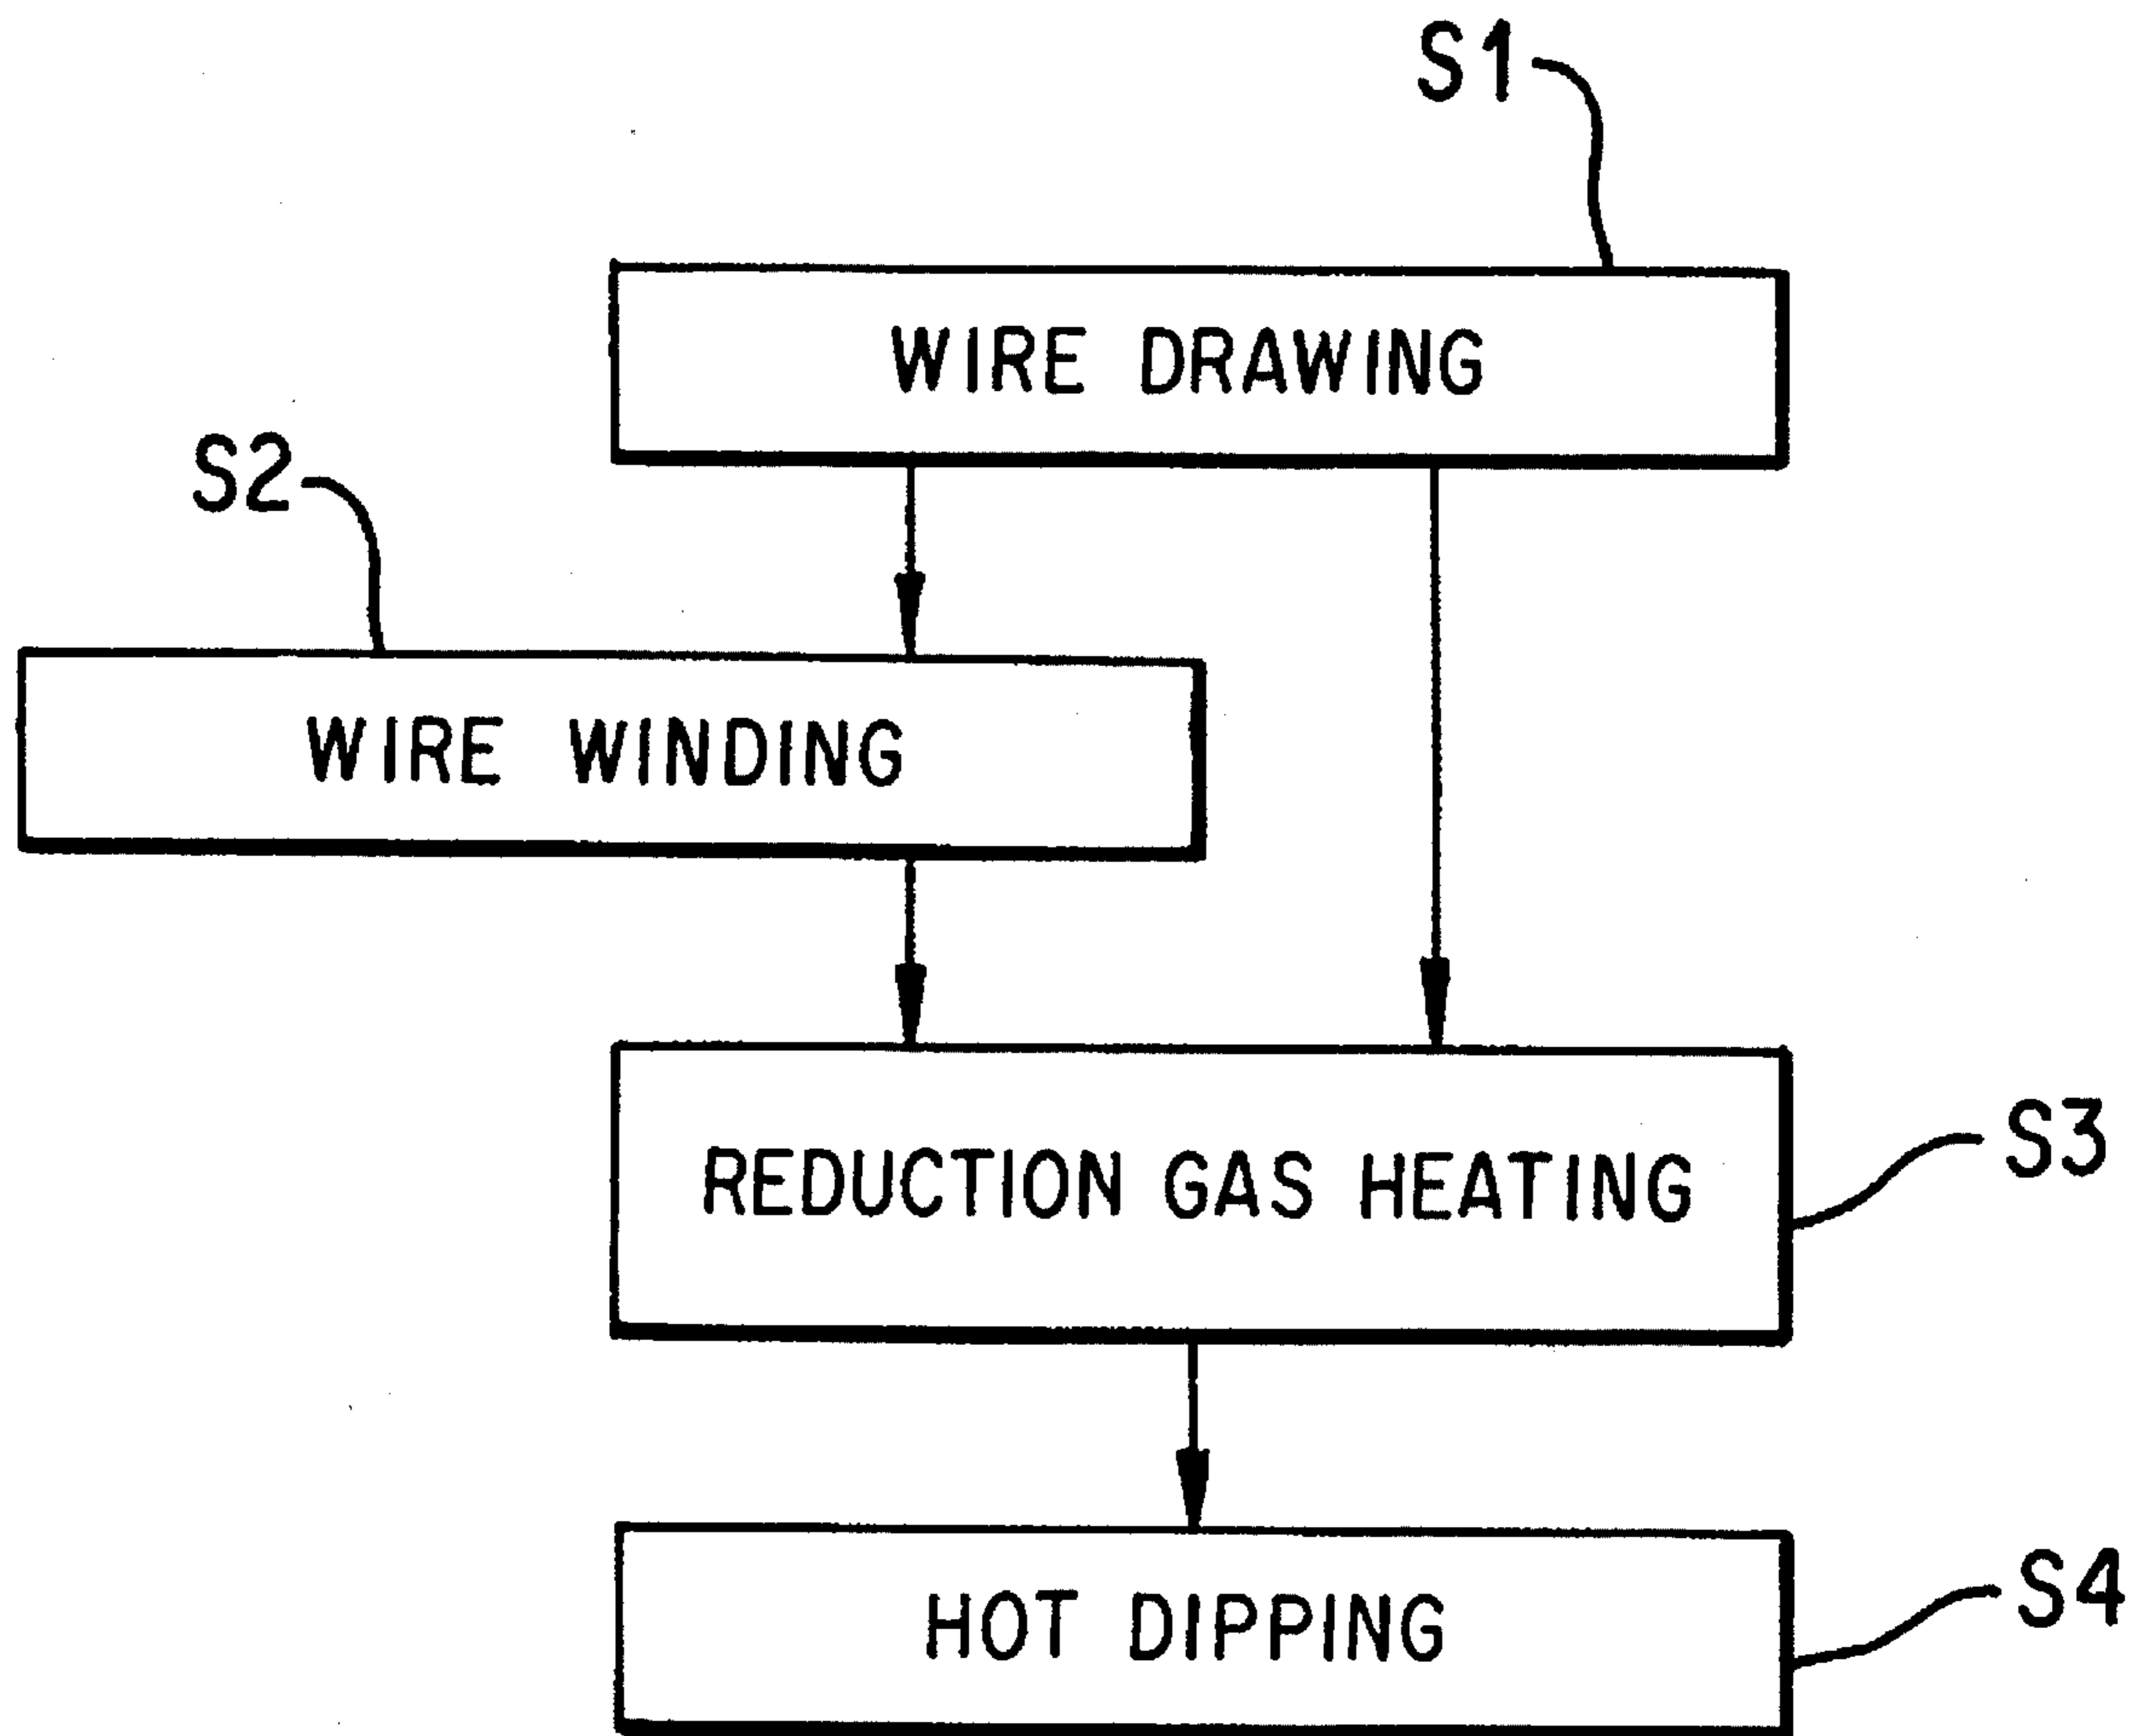 S1
WIRE DRAWING
S2
WIRE WINDING
REDUCTION GAS HEATING
S3
HOT DIPPING
S4